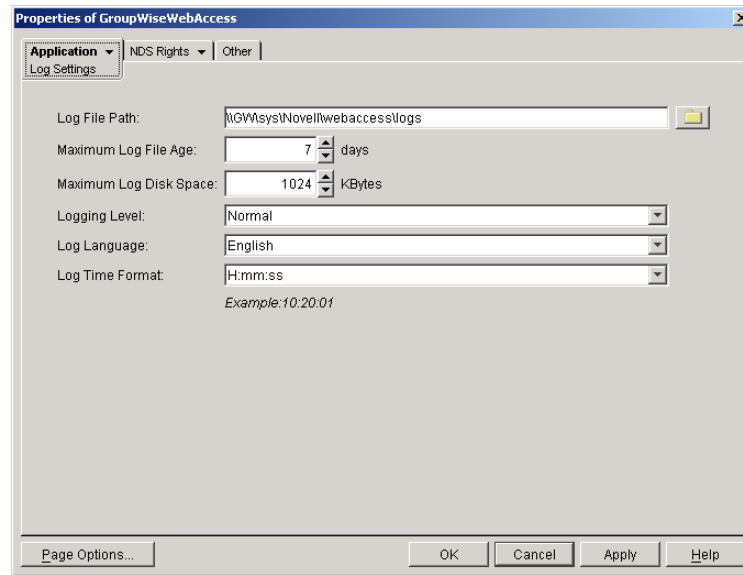 Properties of GroupWiseWebAccess
Application NDS Rights Other
Log Settings
Log File Path: \\GW\sys\Novell\webaccess\logs
Maximum Log File Age: 7 days
Maximum Log Disk Space: 1024 KBytes
Logging Level: Normal
Log Language: English
Log Time Format: H:mm:ss
Example:10:20:01
Page Options... OK Cancel Apply Help